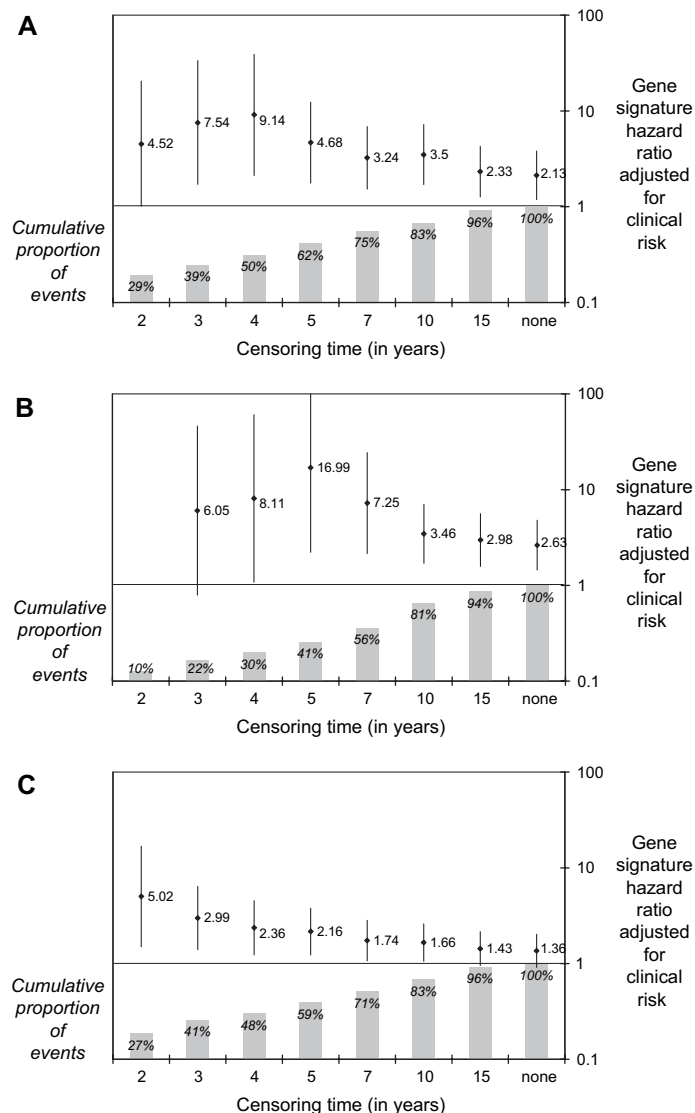 A
100
10
1
0.1
4.52
7.54
9.14
4.68
3.24
3.5
2.33
2.13
Gene
signature
hazard
ratio
adjusted
for
clinical
risk
Cumulative
proportion
of
events
29%
39%
50%
62%
75%
83%
96%
100%
2 3 4 5 7 10 15 none
Censoring time (in years)
B
100
10
1
0.1
6.05
8.11
16.99
7.25
3.46
2.98
2.63
Gene
signature
hazard
ratio
adjusted
for
clinical
risk
Cumulative
proportion
of
events
10%
22%
30%
41%
56%
81%
94%
100%
2 3 4 5 7 10 15 none
Censoring time (in years)
C
100
10
1
0.1
5.02
2.99
2.36
2.16
1.74
1.66
1.43
1.36
Gene
signature
hazard
ratio
adjusted
for
clinical
risk
Cumulative
proportion
of
events
27%
41%
48%
59%
71%
83%
96%
100%
2 3 4 5 7 10 15 none
Censoring time (in years)